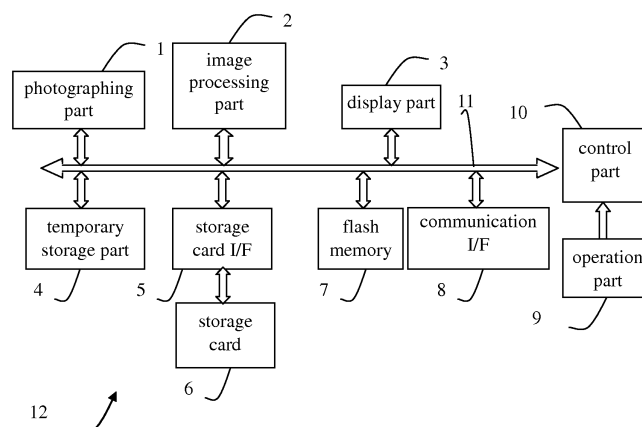 1
2
3
10
photographing
part
image
processing
part
display part
11
control
part
temporary
storage part
storage
card I/F
flash
memory
communication
I/F
operation
part
4
5
7
8
9
storage
card
6
12